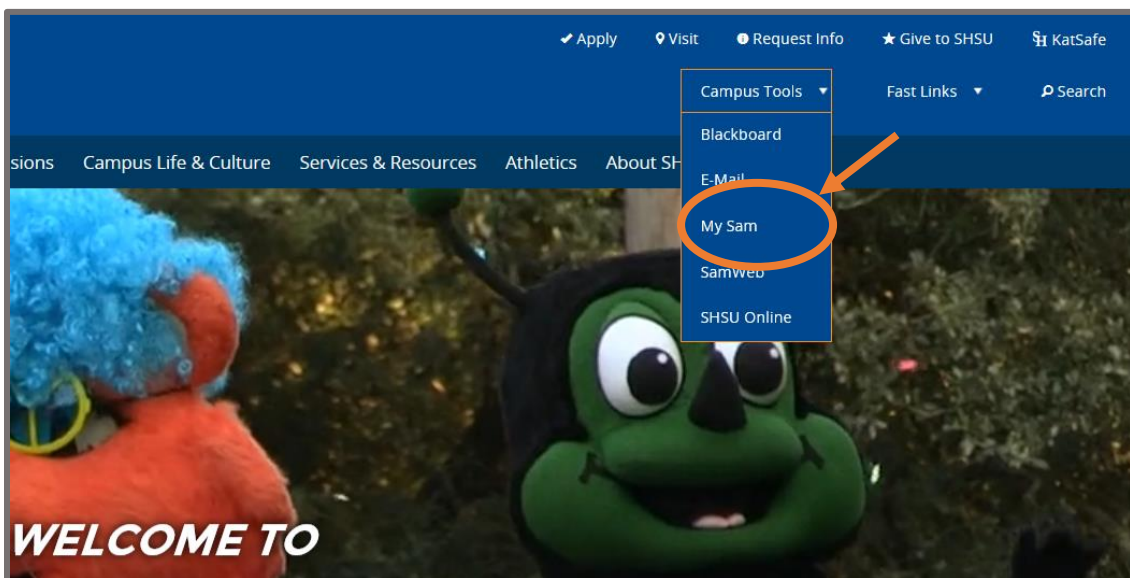 Apply Visit Request Info Give to SHSU SH KatSafe
Campus Tools Fast Links Search
Blackboard
sions Campus Life & Culture Services & Resources Athletics About SH
E-Mail
My Sam
SamWeb
SHSU Online
WELCOME TO